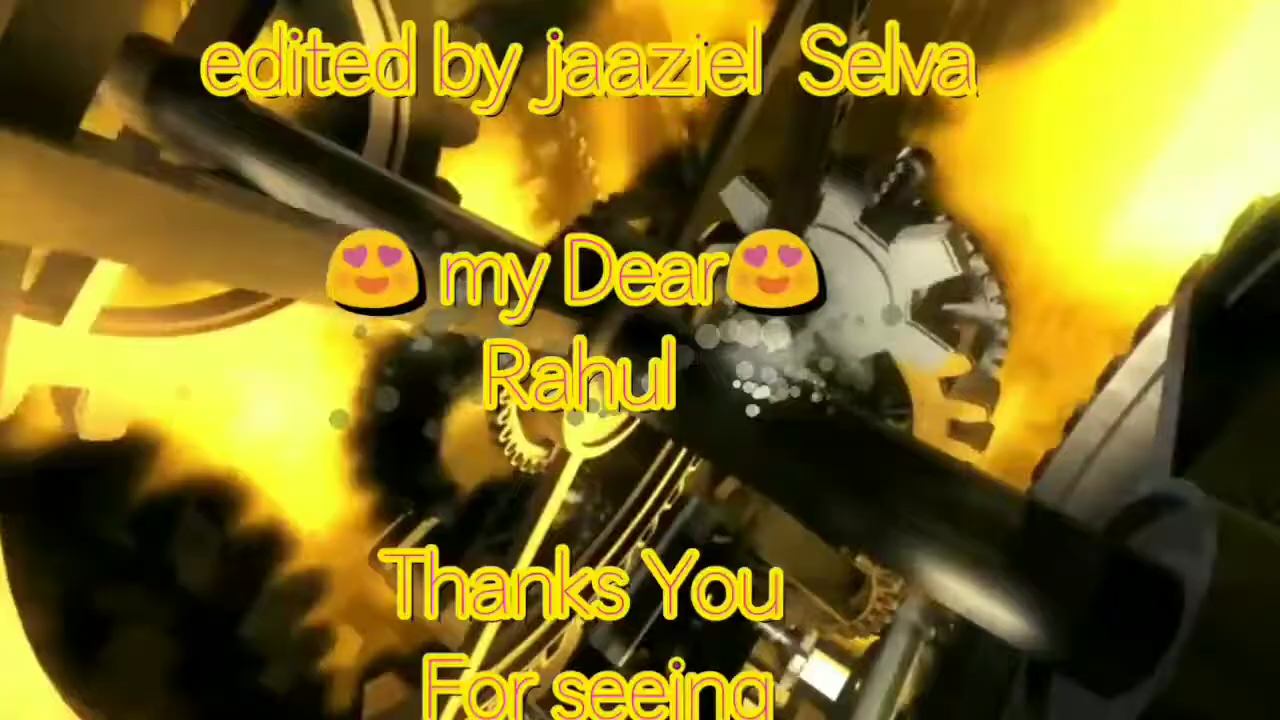 edited by jaaziel Selva
😍 my Dear😍
Rahul
Thanks You
For seeing